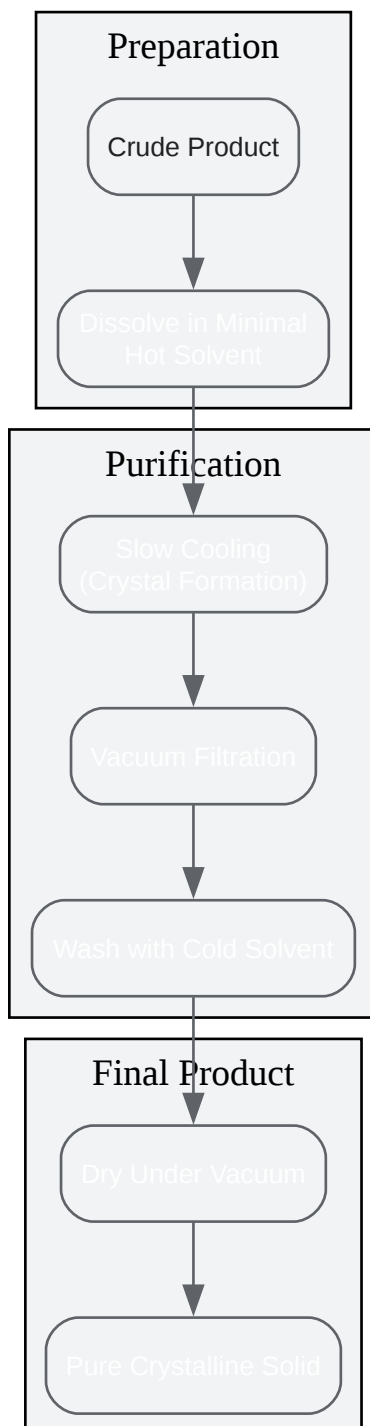 Preparation
Crude Product
Dissolve in Minimal
Hot Solvent
Purification
Slow Cooling
(Crystal Formation)
Vacuum Filtration
Wash with Cold Solvent
Final Product
Dry Under Vacuum
Pure Crystalline Solid